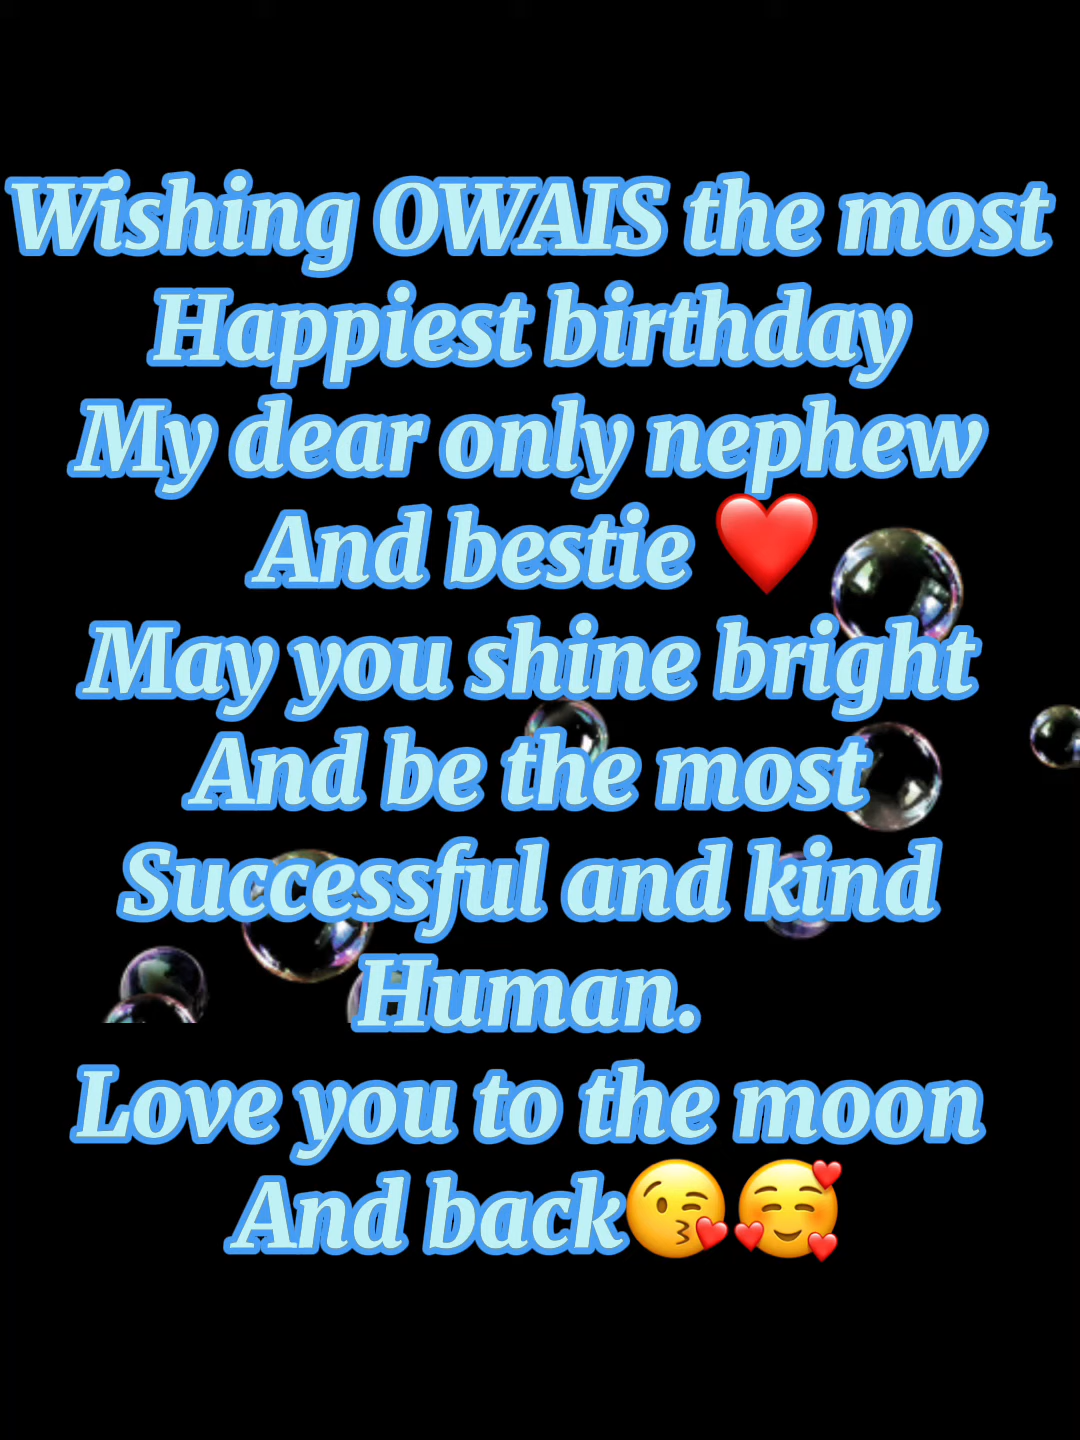 Wishing OWAIS the most
Happiest birthday
My dear only nephew
And bestie ❤️
May you shine bright
And be the most
Successful and kind
Human.
Love you to the moon
And back😘🥰